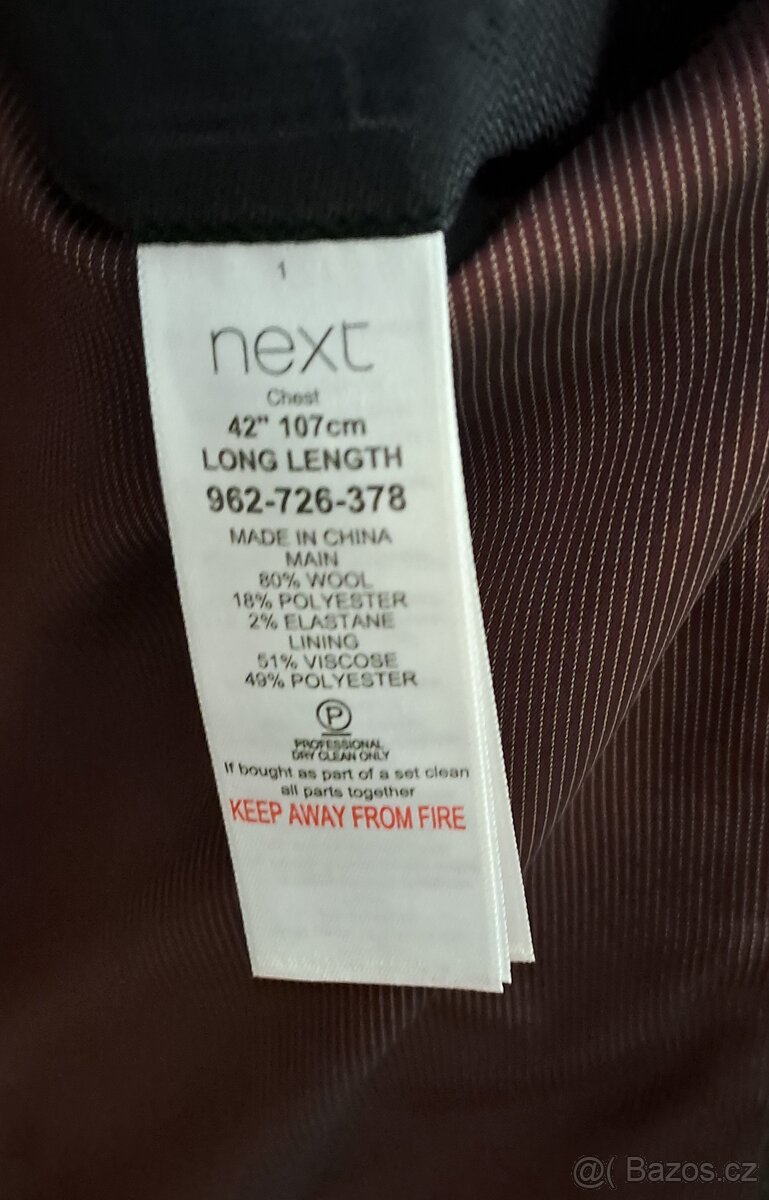 1
next
Chest
42" 107cm
LONG LENGTH
962-726-378
MADE IN CHINA
MAIN
80% WOOL
18% POLYESTER
2% ELASTANE
LINING
51% VISCOSE
49% POLYESTER
P
PROFESSIONAL
DRY CLEAN ONLY
If bought as part of a set clean
all parts together
KEEP AWAY FROM FIRE
@( Bazos.cz